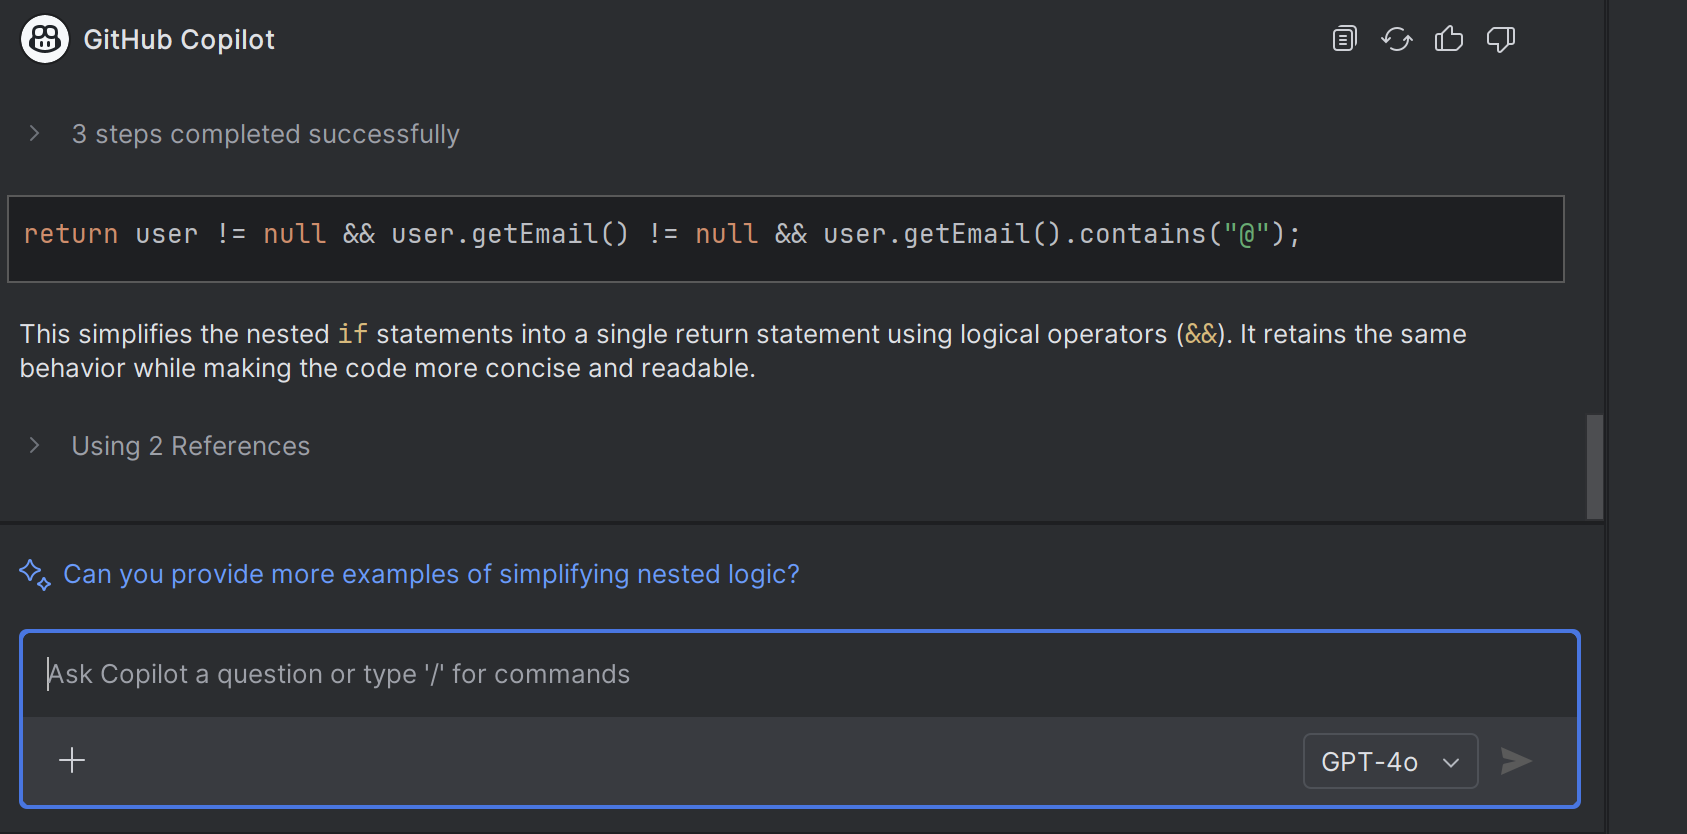 GitHub Copilot
3 steps completed successfully
return user != null && user.getEmail() != null && user.getEmail().contains("@");
This simplifies the nested if statements into a single return statement using logical operators (&&). It retains the same
behavior while making the code more concise and readable.
Using 2 References
Can you provide more examples of simplifying nested logic?
Ask Copilot a question or type '/' for commands
GPT-4o